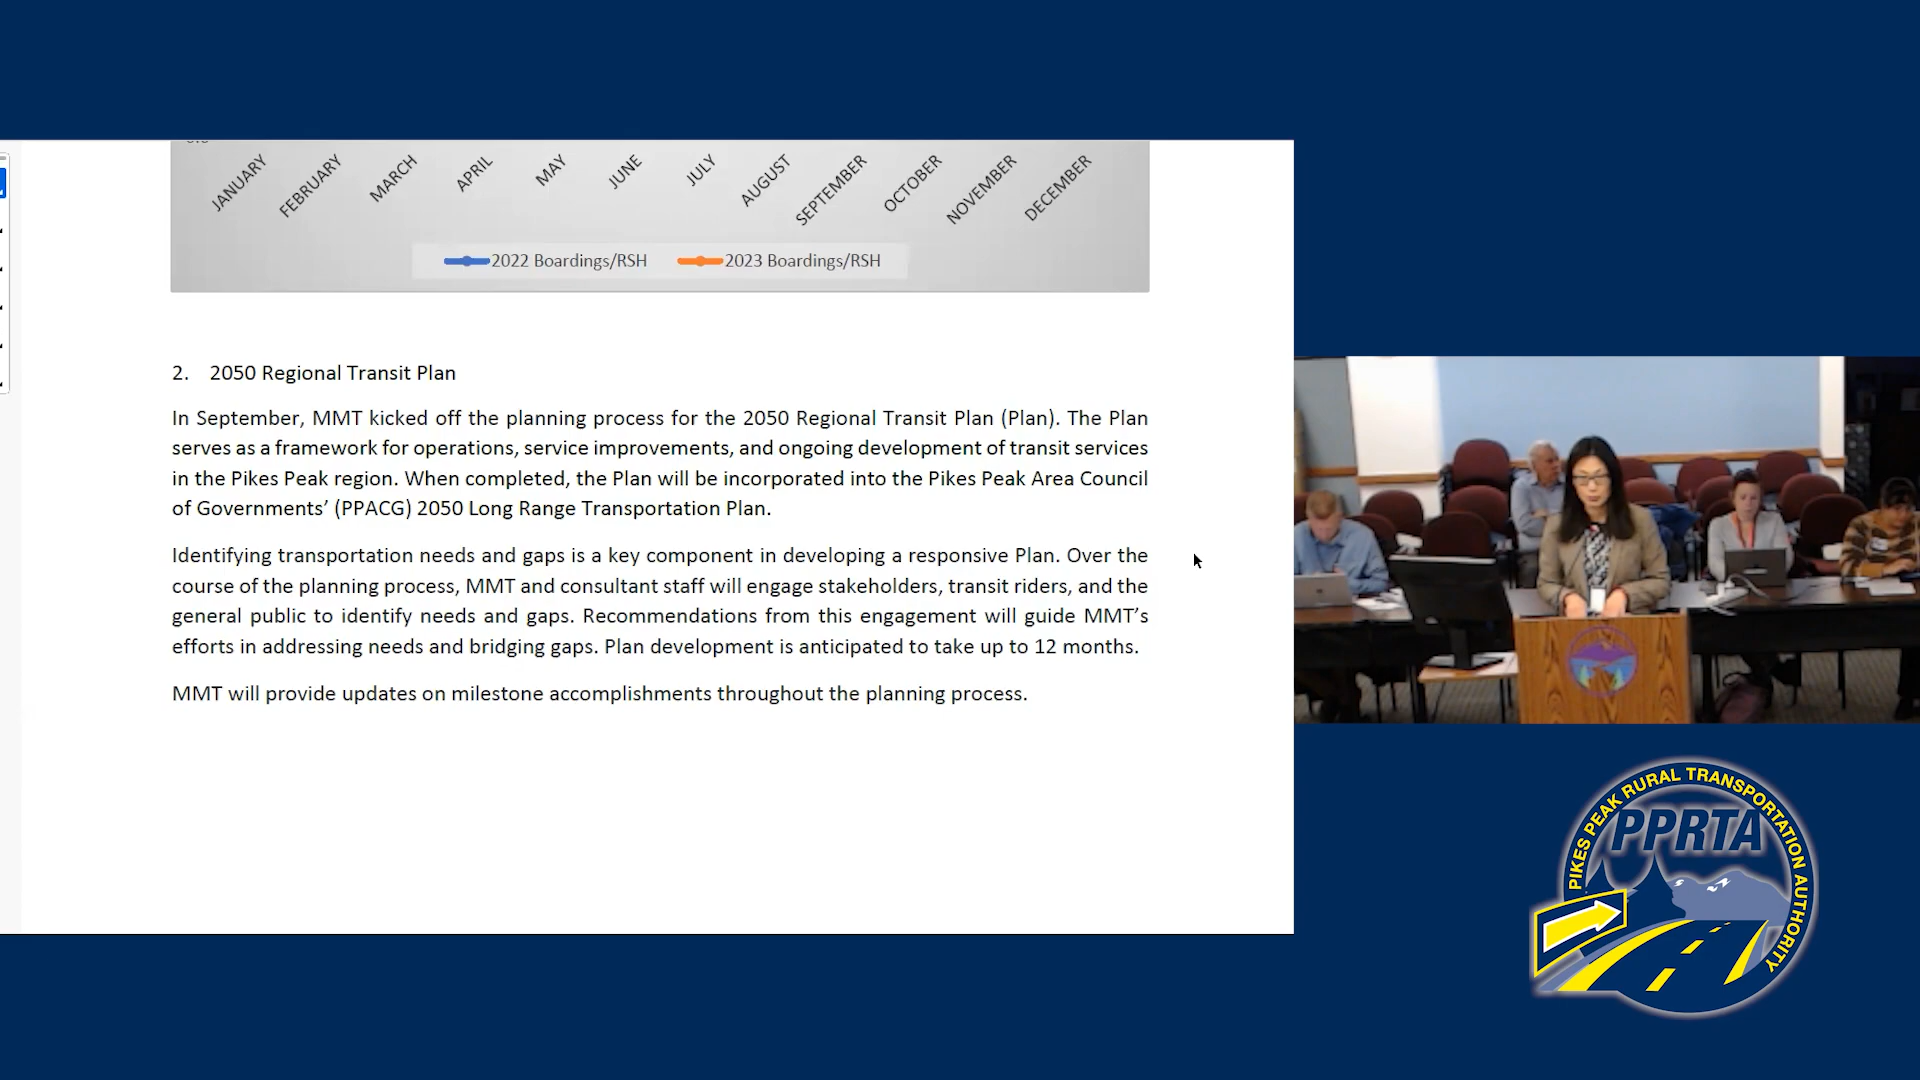 JANUARY
FEBRUARY
MARCH
APRIL
MAY
JUNE
JULY
AUGUST
SEPTEMBER
OCTOBER
NOVEMBER
DECEMBER
2022 Boardings/RSH
2023 Boardings/RSH
2. 2050 Regional Transit Plan
In September, MMT kicked off the planning process for the 2050 Regional Transit Plan (Plan). The Plan
serves as a framework for operations, service improvements, and ongoing development of transit services
in the Pikes Peak region. When completed, the Plan will be incorporated into the Pikes Peak Area Council
of Governments’ (PPACG) 2050 Long Range Transportation Plan.
Identifying transportation needs and gaps is a key component in developing a responsive Plan. Over the
course of the planning process, MMT and consultant staff will engage stakeholders, transit riders, and the
general public to identify needs and gaps. Recommendations from this engagement will guide MMT’s
efforts in addressing needs and bridging gaps. Plan development is anticipated to take up to 12 months.
MMT will provide updates on milestone accomplishments throughout the planning process.
PIKES PEAK RURAL TRANSPORTATION AUTHORITY
PPRTA